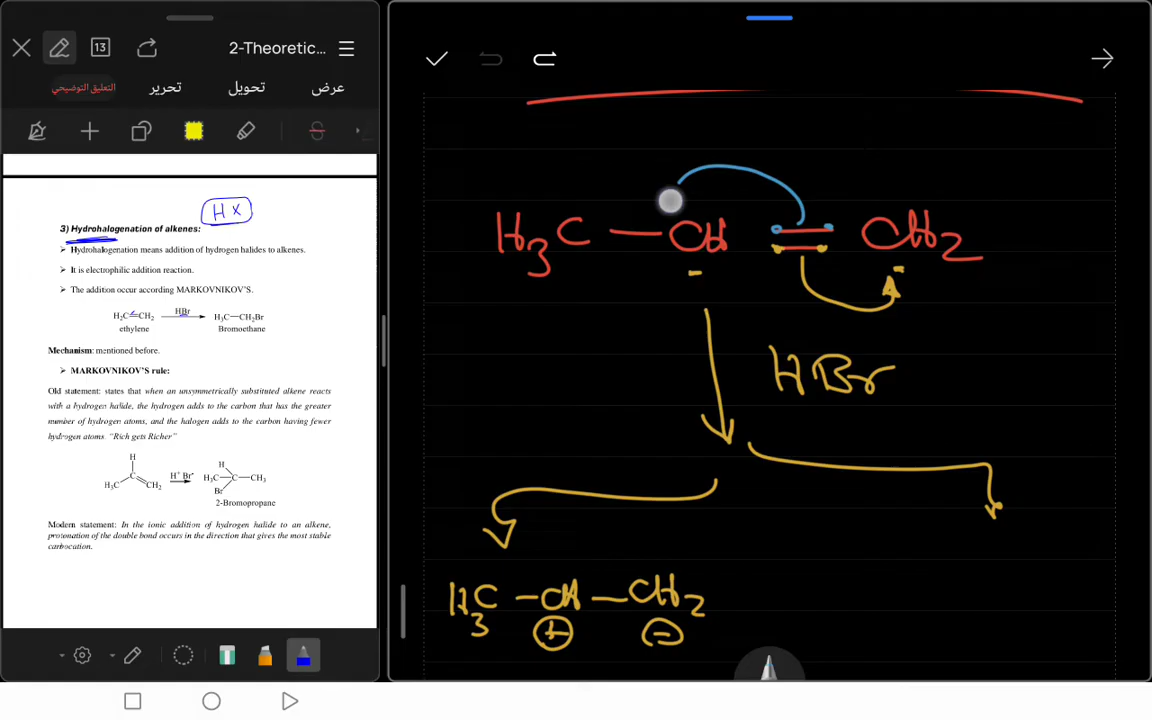 13
2-Theoretic...
التعليق التوضيحي تحرير تحويل عرض
H X
3) Hydrohalogenation of alkenes:
➢ Hydrohalogenation means addition of hydrogen halides to alkenes.
➢ It is electrophilic addition reaction.
➢ The addition occur according MARKOVNIKOV'S.
H₂C=CH₂ HBr H₃C—CH₂Br
ethylene Bromoethane
Mechanism: mentioned before.
➢ MARKOVNIKOV'S rule:
Old statement: states that when an unsymmetrically substituted alkene reacts
with a hydrogen halide, the hydrogen adds to the carbon that has the greater
number of hydrogen atoms, and the halogen adds to the carbon having fewer
hydrogen atoms. "Rich gets Richer"
H H
H₃C C CH₂ H⁺ Br⁻ H₃C—C—CH₃
Br
2-Bromopropane
Modern statement: In the ionic addition of hydrogen halide to an alkene,
protonation of the double bond occurs in the direction that gives the most stable
carbocation.
H₃C — CH = CH₂
HBr
H₃C — CH — CH₂
+ −